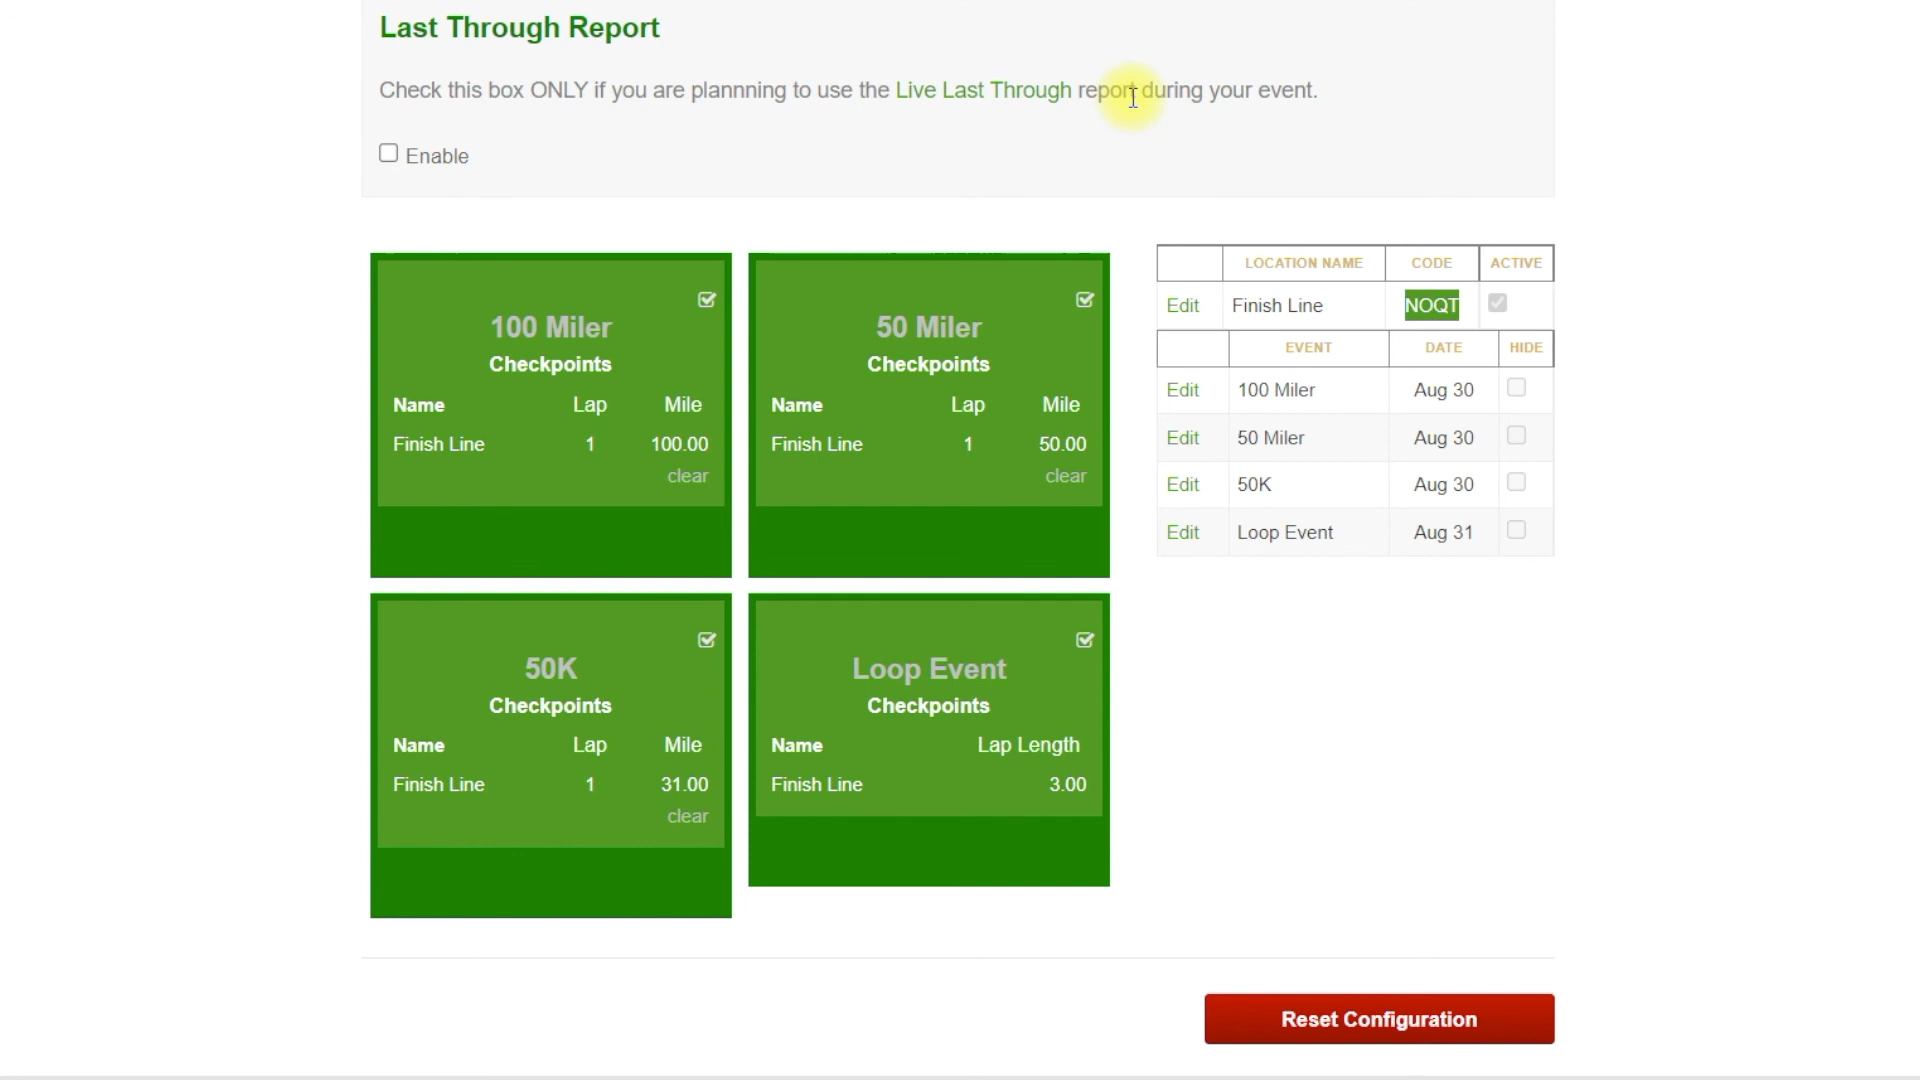 Last Through Report
Check this box ONLY if you are plannning to use the Live Last Through report during your event.
Enable
100 Miler
Checkpoints
Name Lap Mile
Finish Line 1 100.00
clear
50 Miler
Checkpoints
Name Lap Mile
Finish Line 1 50.00
clear
50K
Checkpoints
Name Lap Mile
Finish Line 1 31.00
clear
Loop Event
Checkpoints
Name Lap Length
Finish Line 3.00
LOCATION NAME CODE ACTIVE
Edit Finish Line NOQT
EVENT DATE HIDE
Edit 100 Miler Aug 30
Edit 50 Miler Aug 30
Edit 50K Aug 30
Edit Loop Event Aug 31
Reset Configuration